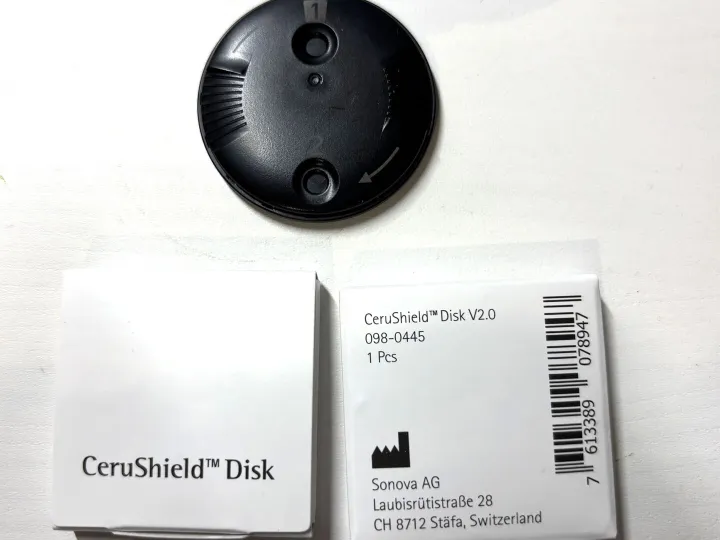 1
2
CeruShield™ Disk
CeruShield™ Disk V2.0
098-0445
1 Pcs
Sonova AG
Laubisrütistraße 28
CH 8712 Stäfa, Switzerland
7 613389 078947